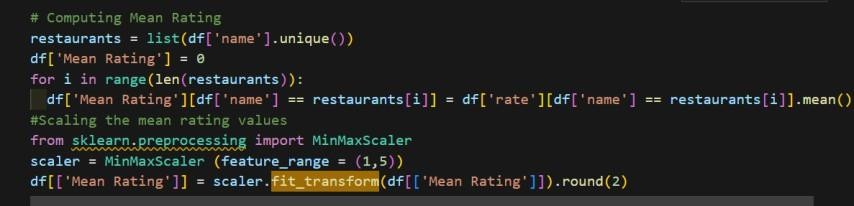 # Computing Mean Rating
restaurants = list(df['name'].unique())
df['Mean Rating'] = 0
for i in range(len(restaurants)):
  df['Mean Rating'][df['name'] == restaurants[i]] = df['rate'][df['name'] == restaurants[i]].mean()
#Scaling the mean rating values
from sklearn.preprocessing import MinMaxScaler
scaler = MinMaxScaler (feature_range = (1,5))
df[['Mean Rating']] = scaler.fit_transform(df[['Mean Rating']]).round(2)